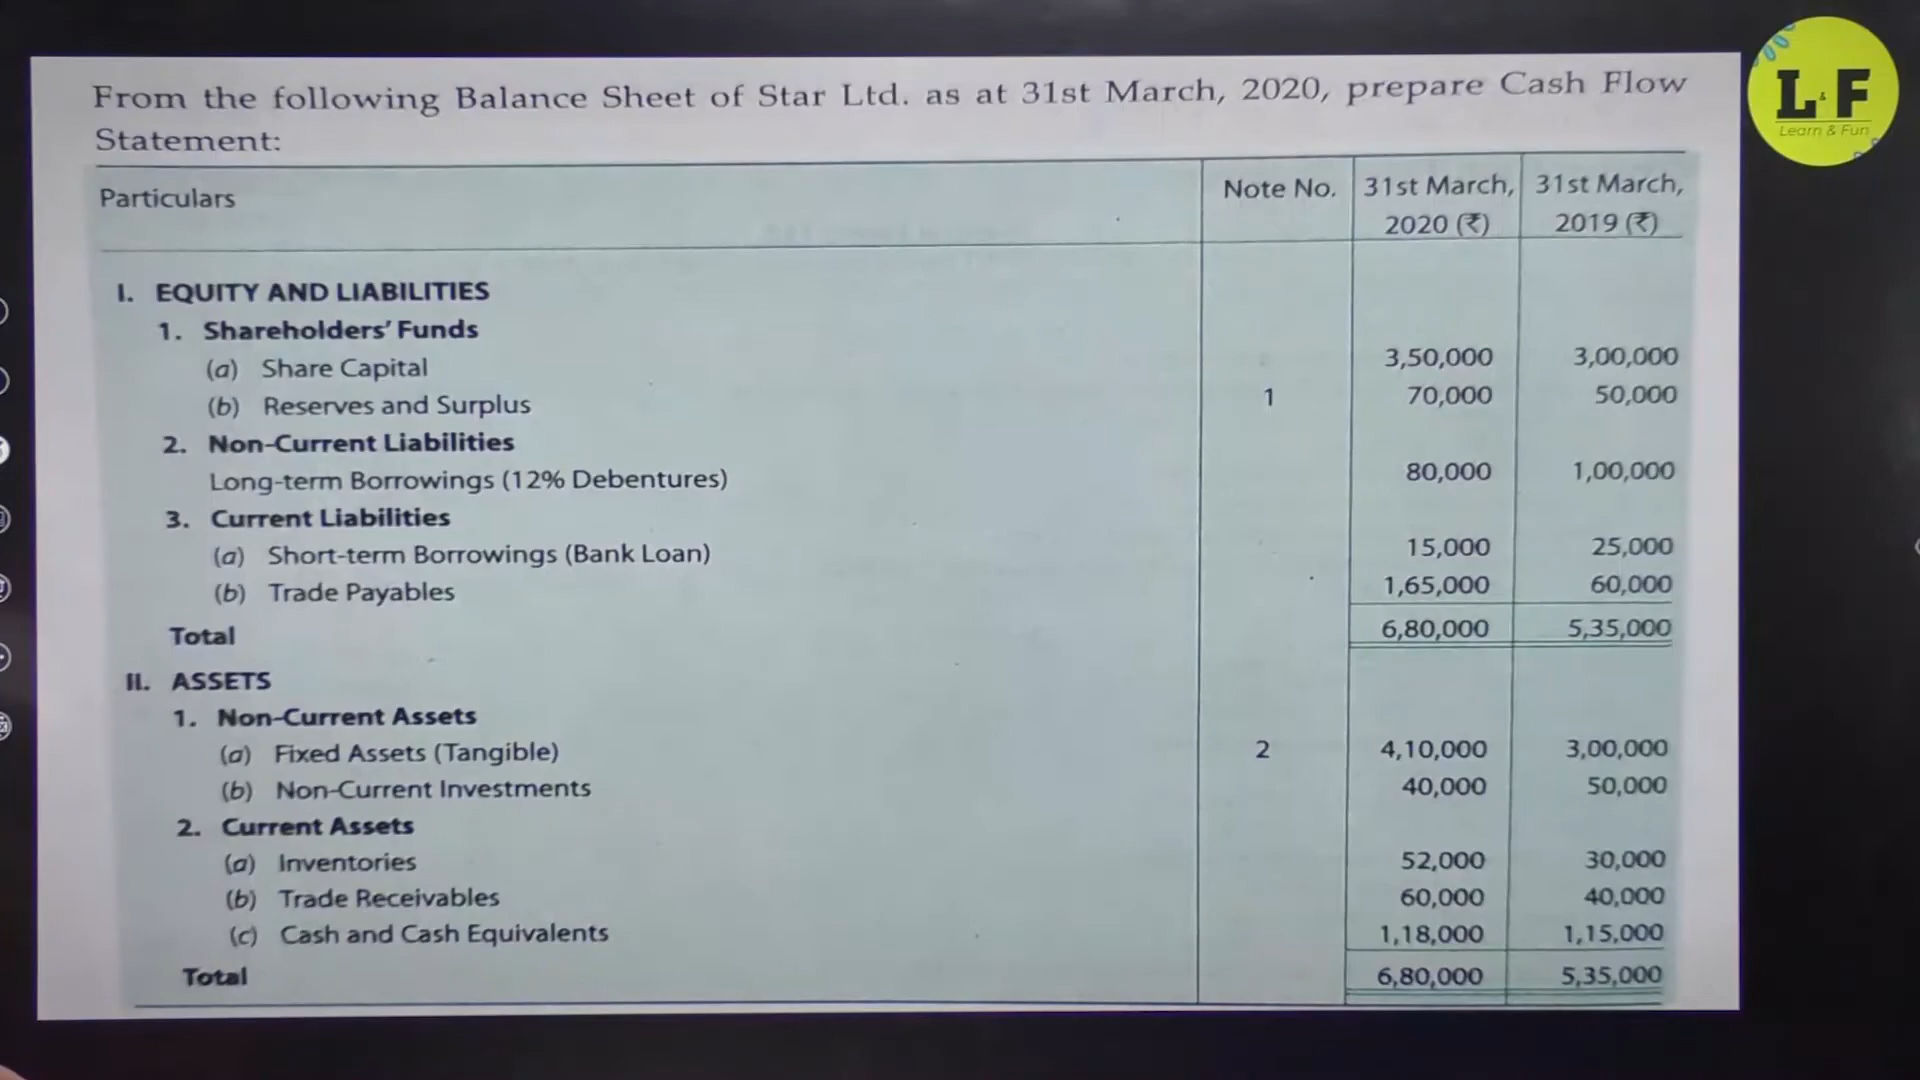 From the following Balance Sheet of Star Ltd. as at 31st March, 2020, prepare Cash Flow
Statement:
L&F
Learn & Fun
Particulars Note No. 31st March, 2020 (₹) 31st March, 2019 (₹)
I. EQUITY AND LIABILITIES
1. Shareholders' Funds
(a) Share Capital 3,50,000 3,00,000
(b) Reserves and Surplus 1 70,000 50,000
2. Non-Current Liabilities
Long-term Borrowings (12% Debentures) 80,000 1,00,000
3. Current Liabilities
(a) Short-term Borrowings (Bank Loan) 15,000 25,000
(b) Trade Payables 1,65,000 60,000
Total 6,80,000 5,35,000
II. ASSETS
1. Non-Current Assets
(a) Fixed Assets (Tangible) 2 4,10,000 3,00,000
(b) Non-Current Investments 40,000 50,000
2. Current Assets
(a) Inventories 52,000 30,000
(b) Trade Receivables 60,000 40,000
(c) Cash and Cash Equivalents 1,18,000 1,15,000
Total 6,80,000 5,35,000